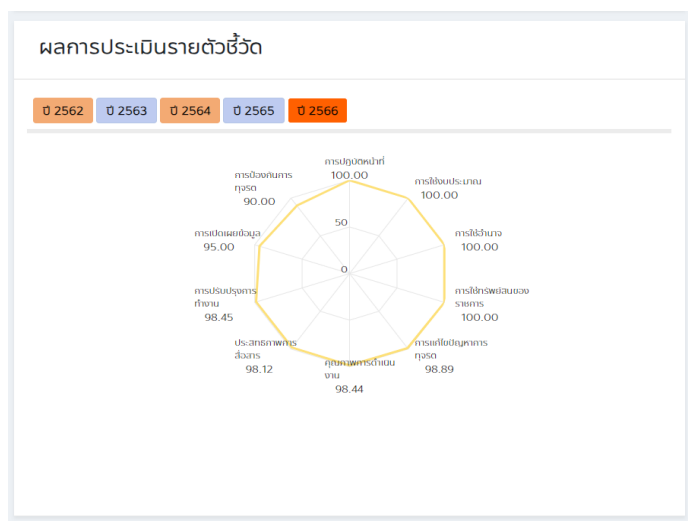 ผลการประเมินรายตัวชี้วัด
ปี 2562 ปี 2563 ปี 2564 ปี 2565 ปี 2566
การปฏิบัติหน้าที่
100.00
การใช้งบประมาณ
100.00
การใช้อำนาจ
100.00
การใช้ทรัพย์สินของ
ราชการ
100.00
การแก้ไขปัญหาการ
ทุจริต
98.89
คุณภาพการดำเนิน
งาน
98.44
ประสิทธิภาพการ
สื่อสาร
98.12
การปรับปรุงการ
ทำงาน
98.45
การเปิดเผยข้อมูล
95.00
การป้องกันการ
ทุจริต
90.00
50
0